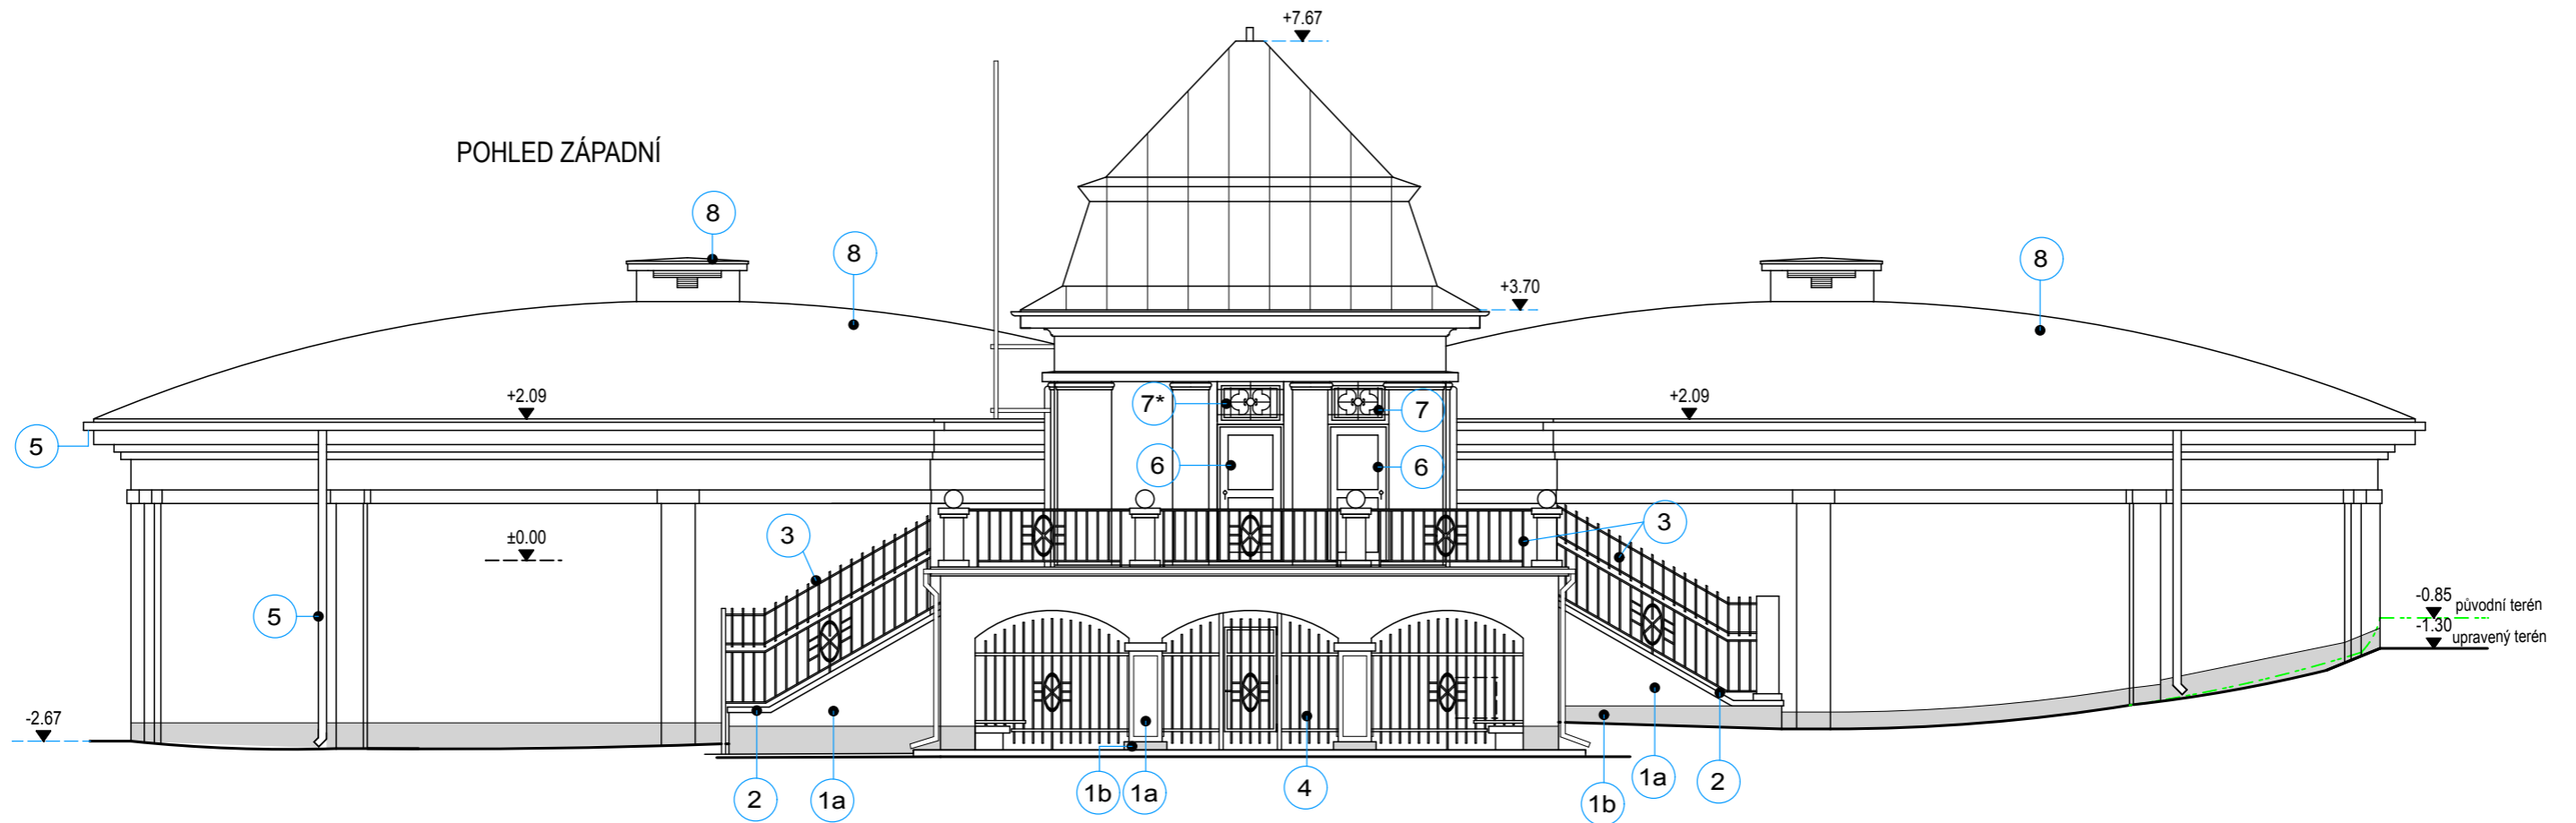 +7.67
POHLED ZÁPADNÍ
8
8
8
+3.70
+2.09
7*
7
+2.09
5
6
6
3
3
±0.00
5
-0.85 původní terén
-1.30 upravený terén
-2.67
2
1a
1b
1a
4
1b
1a
2